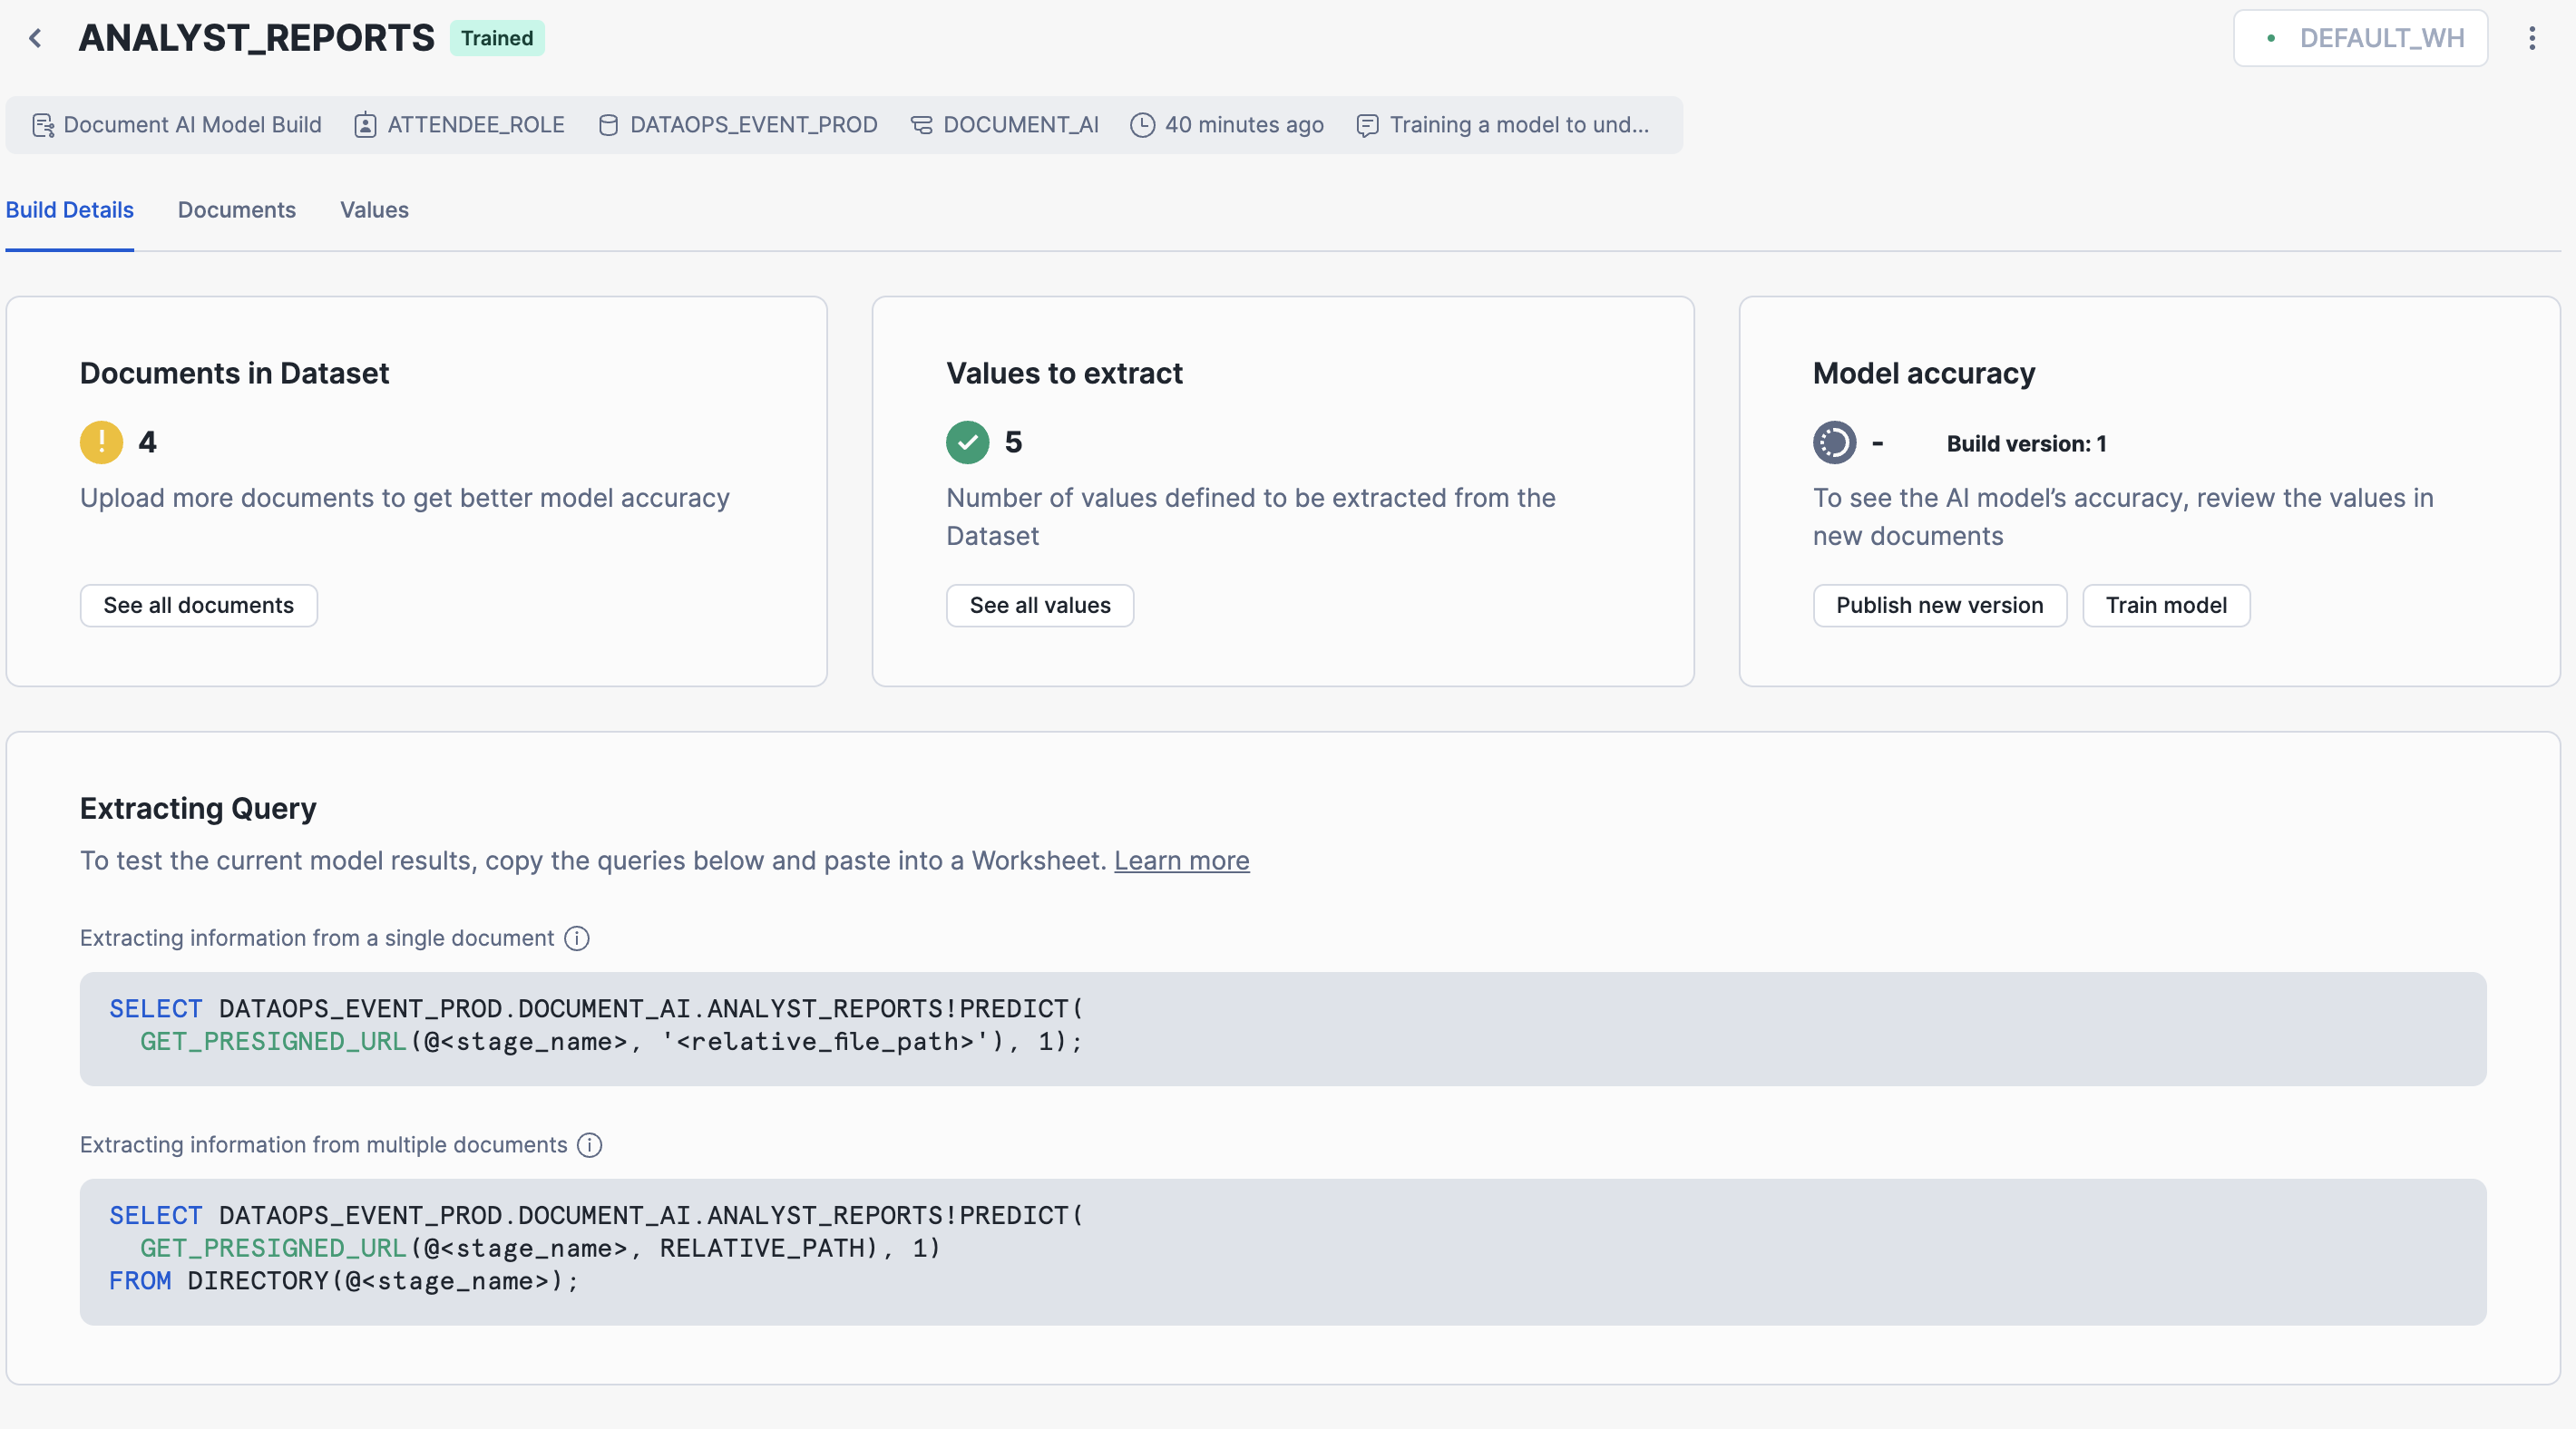 ANALYST_REPORTS Trained DEFAULT_WH
Document AI Model Build ATTENDEE_ROLE DATAOPS_EVENT_PROD DOCUMENT_AI 40 minutes ago Training a model to und...
Build Details Documents Values
Documents in Dataset
4
Upload more documents to get better model accuracy
See all documents
Values to extract
5
Number of values defined to be extracted from the
Dataset
See all values
Model accuracy
- Build version: 1
To see the AI model’s accuracy, review the values in
new documents
Publish new version Train model
Extracting Query
To test the current model results, copy the queries below and paste into a Worksheet. Learn more
Extracting information from a single document
SELECT DATAOPS_EVENT_PROD.DOCUMENT_AI.ANALYST_REPORTS!PREDICT(
GET_PRESIGNED_URL(@<stage_name>, '<relative_file_path>'), 1);
Extracting information from multiple documents
SELECT DATAOPS_EVENT_PROD.DOCUMENT_AI.ANALYST_REPORTS!PREDICT(
GET_PRESIGNED_URL(@<stage_name>, RELATIVE_PATH), 1)
FROM DIRECTORY(@<stage_name>);